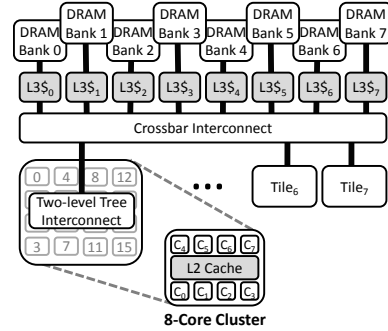 DRAM
Bank 0
DRAM
Bank 1
DRAM
Bank 2
DRAM
Bank 3
DRAM
Bank 4
DRAM
Bank 5
DRAM
Bank 6
DRAM
Bank 7
L3$0
L3$1
L3$2
L3$3
L3$4
L3$5
L3$6
L3$7
Crossbar Interconnect
0 4 8 12
Two-level Tree
Interconnect
3 7 11 15
...
Tile6
Tile7
C4 C5 C6 C7
L2 Cache
C0 C1 C2 C3
8-Core Cluster